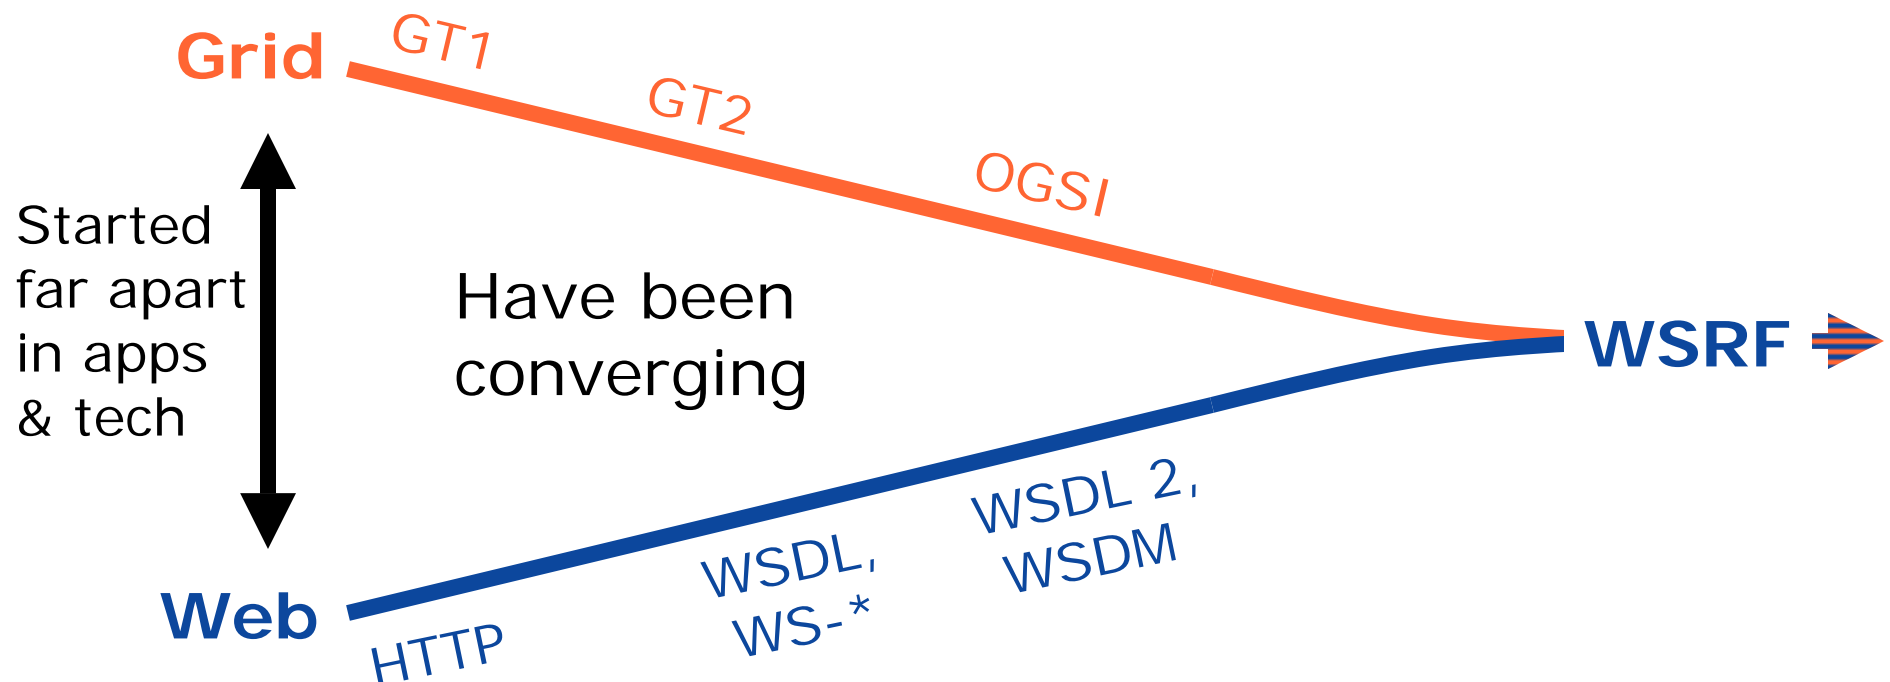 Grid
GT1
GT2
OGSI
Started
far apart
in apps
& tech
Have been
converging
WSRF
Web
HTTP
WSDL,
WS-*
WSDL 2,
WSDM